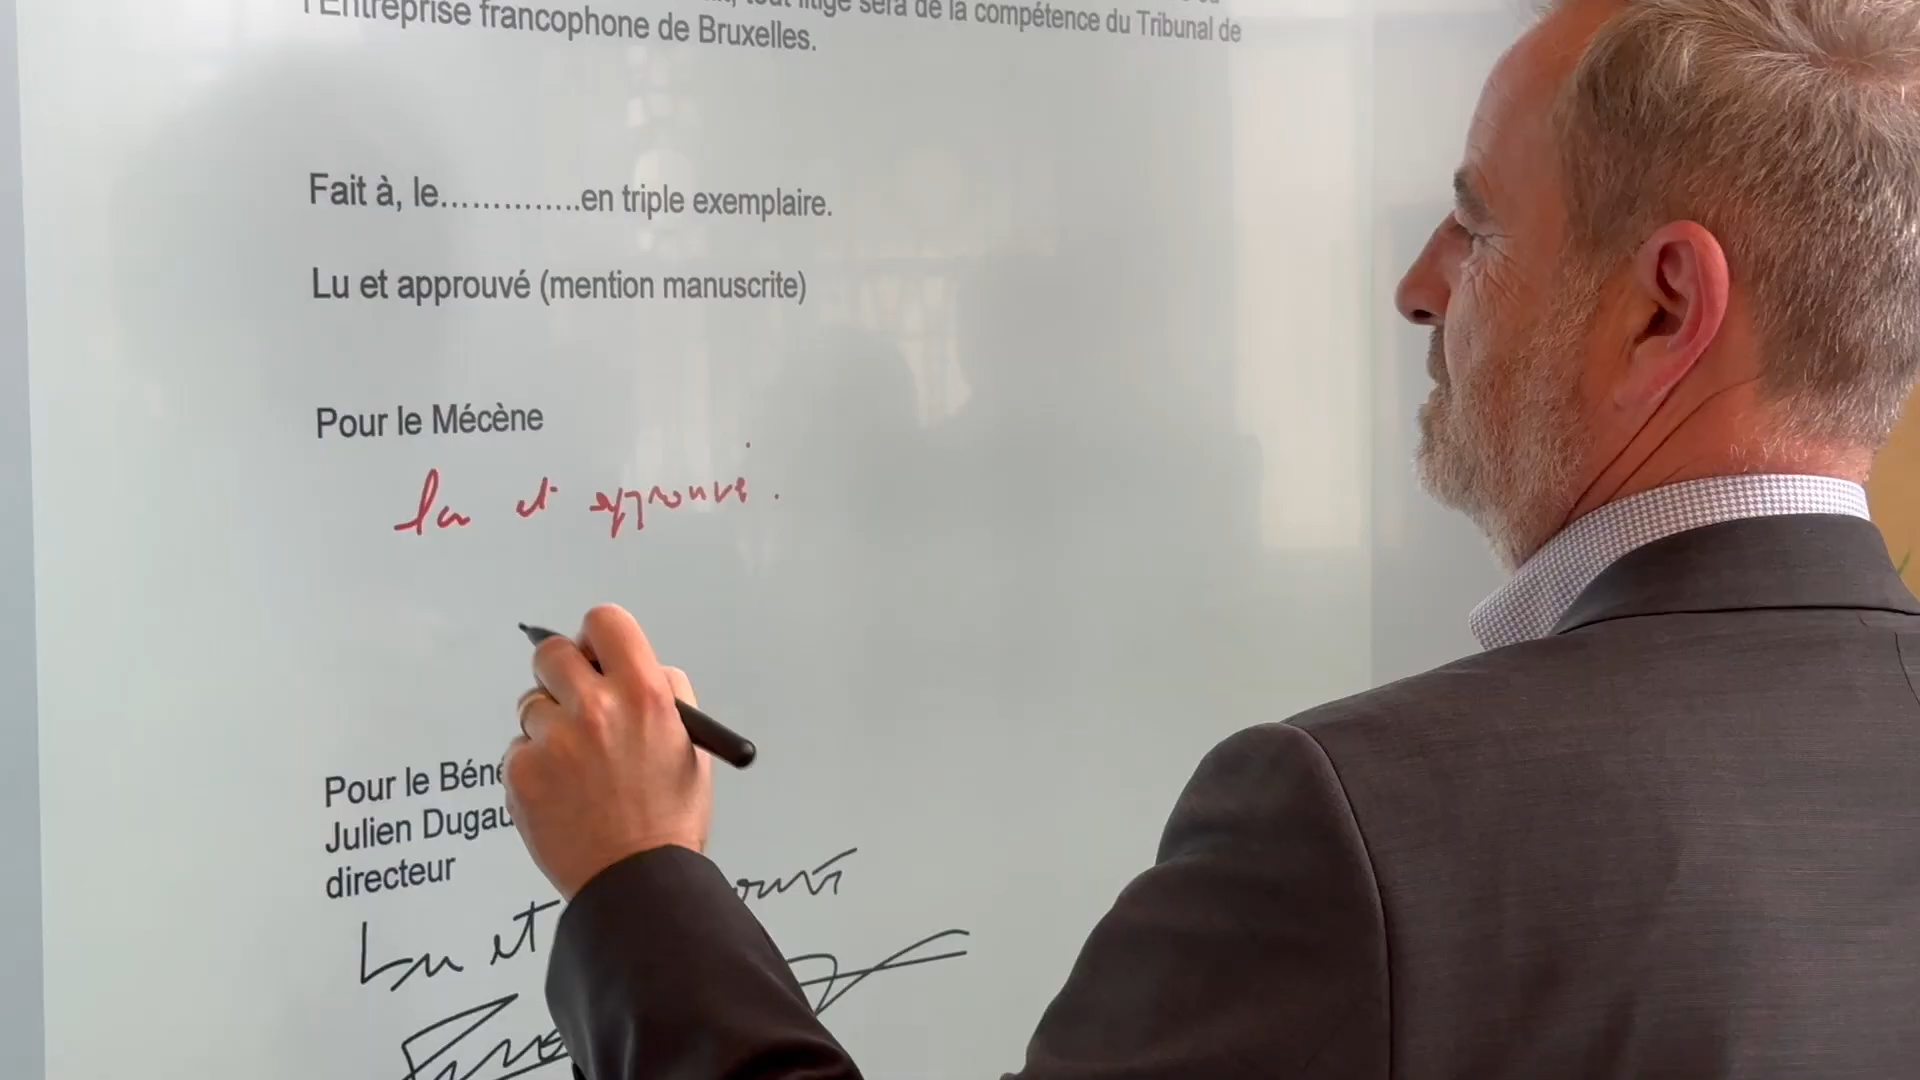 litige sera de la compétence du Tribunal de
l'Entreprise francophone de Bruxelles.
Fait à, le..............en triple exemplaire.
Lu et approuvé (mention manuscrite)
Pour le Mécène
lu et approuvé.
Pour le Béné
Julien Dugau
directeur
Lu et